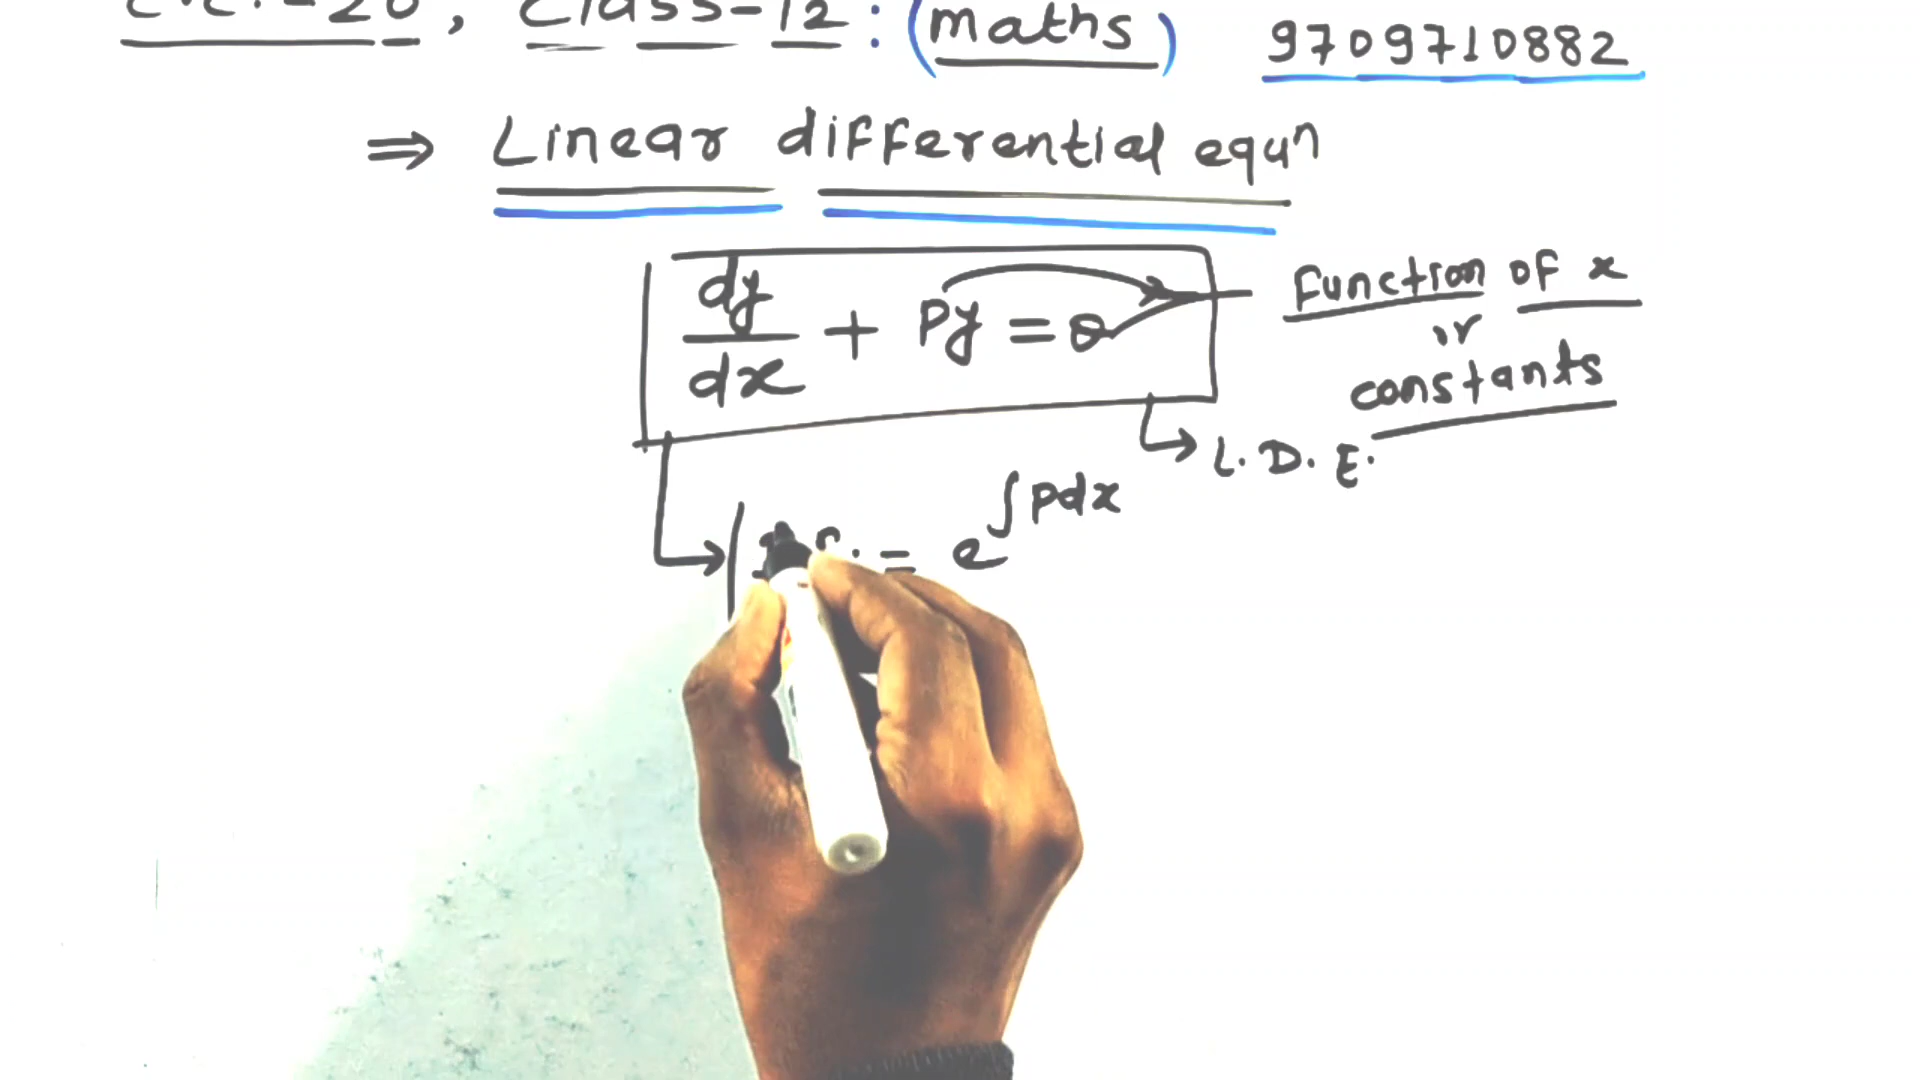 Class-12 : (maths) 9709710882
⇒ Linear differential equn
dy/dx + Py = Q
Function of x
or
constants
L. D. E.
= e^∫Pdx